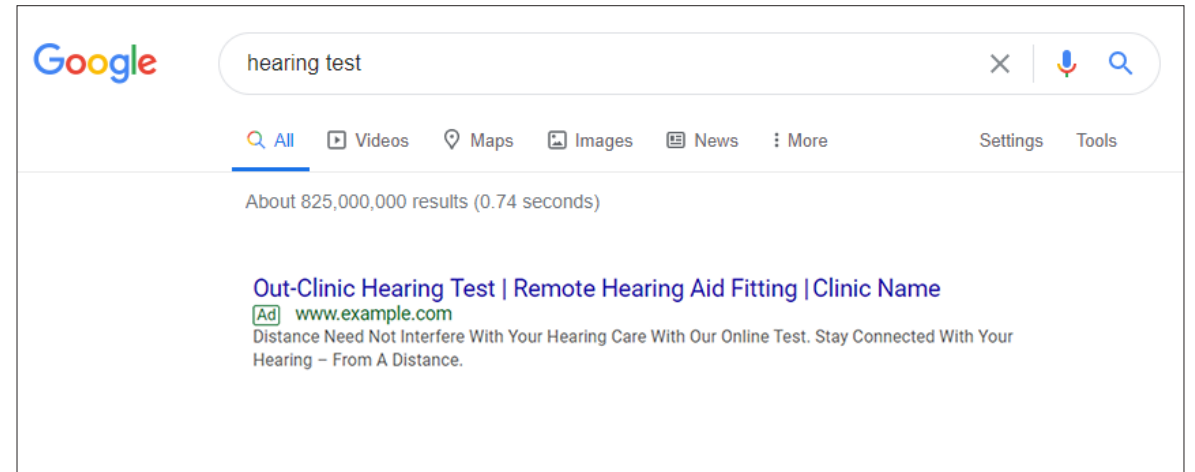 Google
hearing test
All Videos Maps Images News More Settings Tools
About 825,000,000 results (0.74 seconds)
Out-Clinic Hearing Test | Remote Hearing Aid Fitting | Clinic Name
Ad www.example.com
Distance Need Not Interfere With Your Hearing Care With Our Online Test. Stay Connected With Your
Hearing – From A Distance.